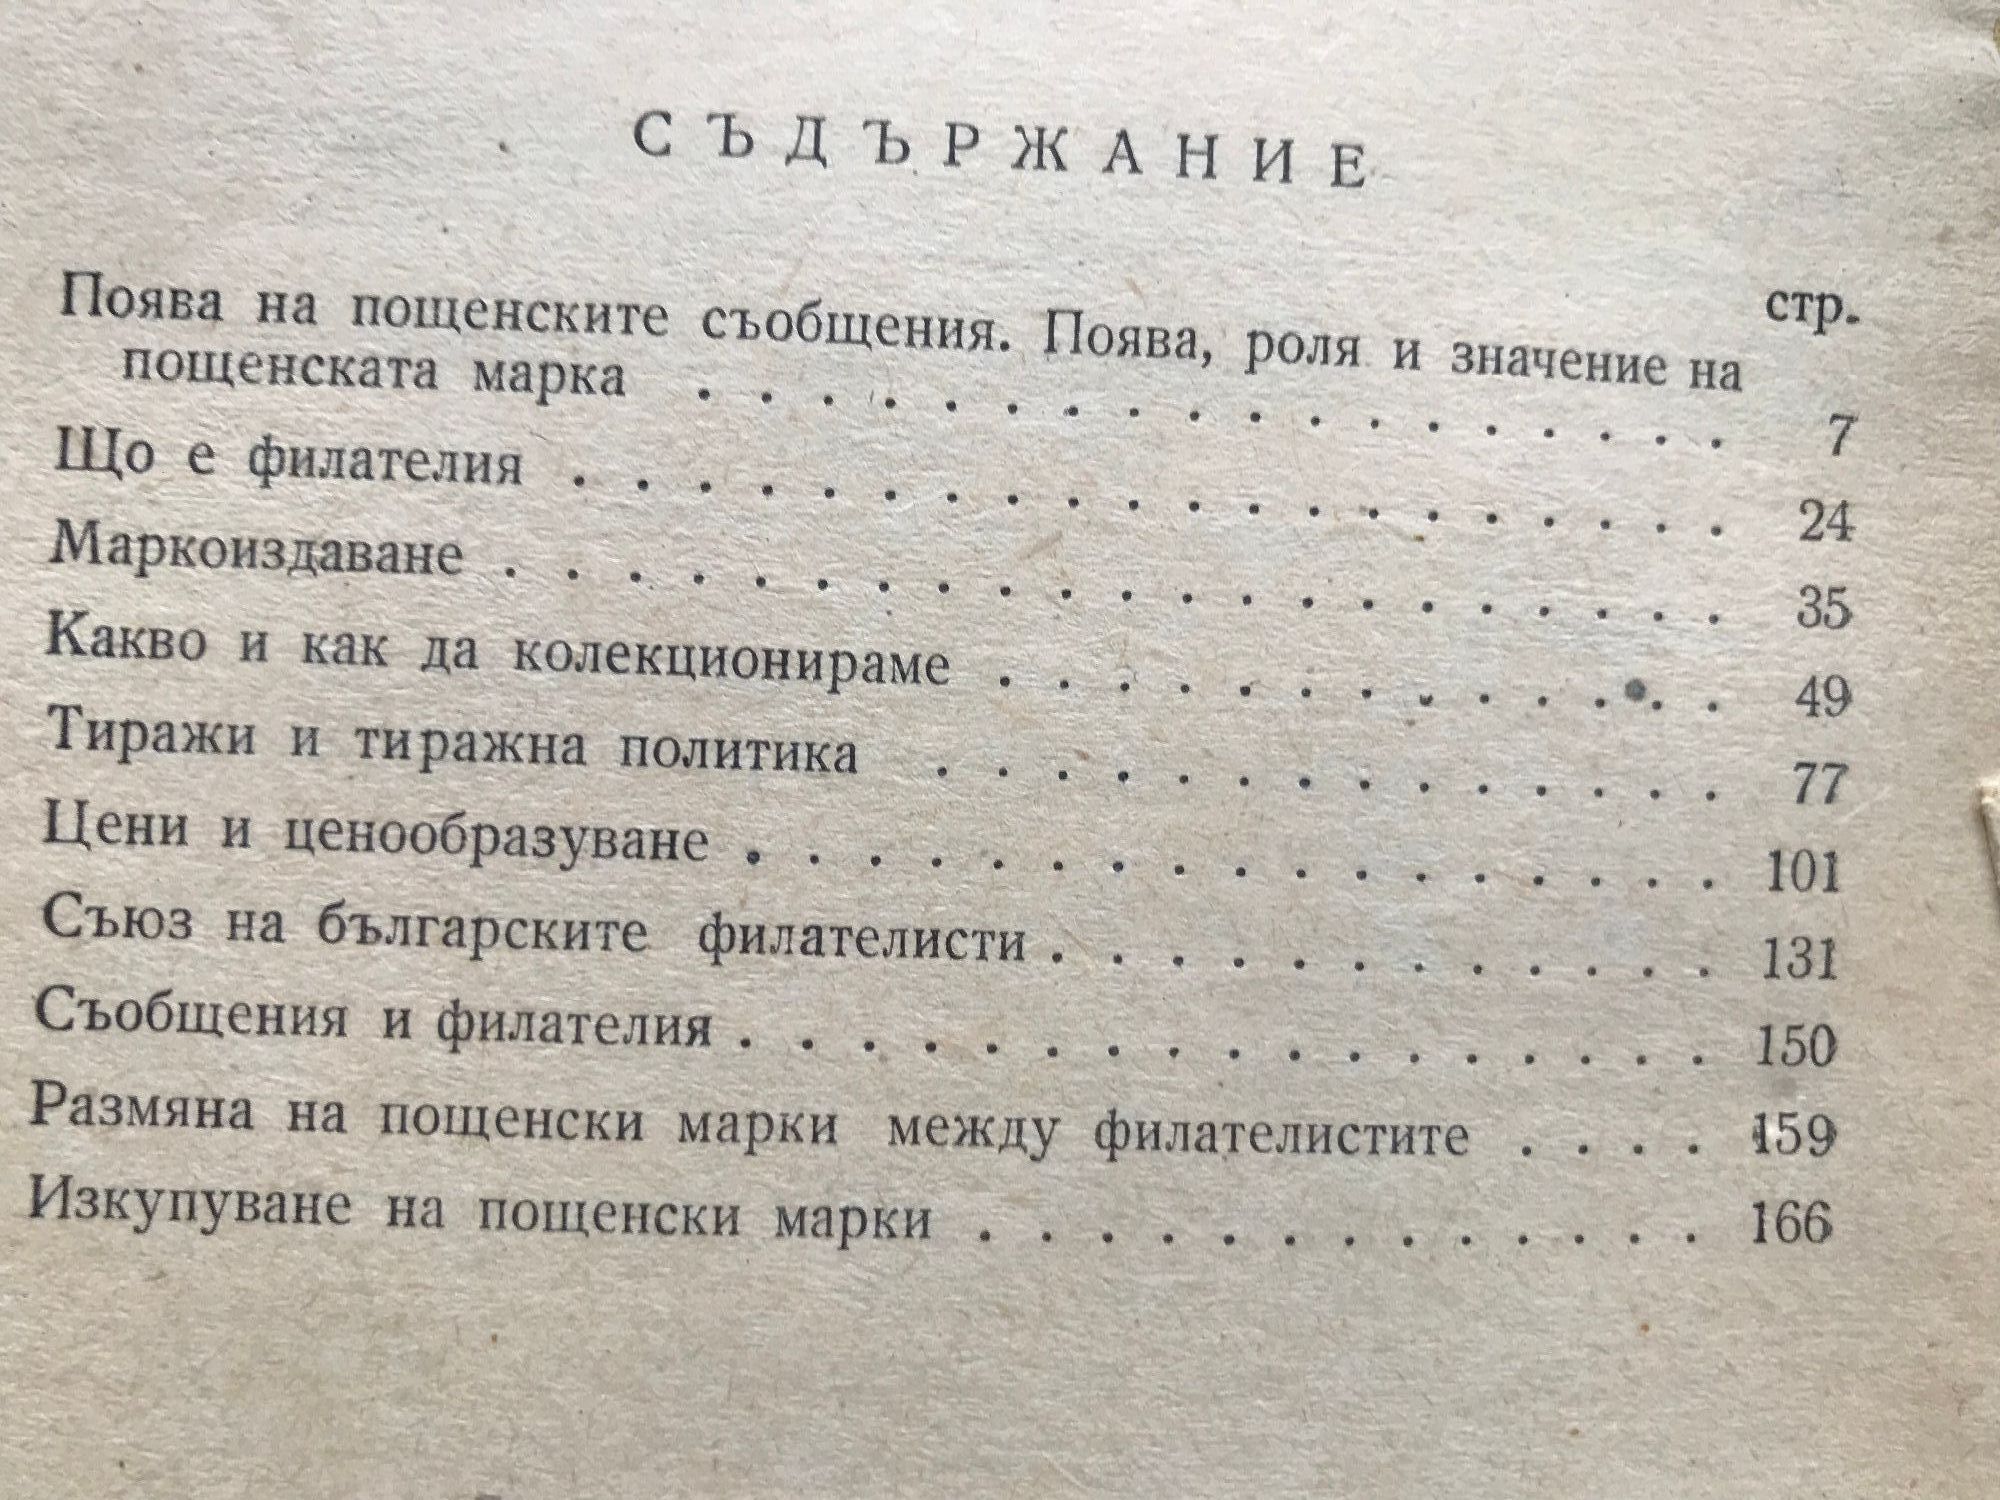 СЪДЪРЖАНИЕ
стр.
Поява на пощенските съобщения. Поява, роля и значение на
пощенската марка . . . . . . . . . . . . . . . . . . 7
Що е филателия . . . . . . . . . . . . . . . . . . . . 24
Маркоиздаване . . . . . . . . . . . . . . . . . . . . . 35
Какво и как да колекционираме . . . . . . . . . . . . . 49
Тиражи и тиражна политика . . . . . . . . . . . . . . 77
Цени и ценообразуване . . . . . . . . . . . . . . . . . 101
Съюз на българските филателисти . . . . . . . . . . . . 131
Съобщения и филателия . . . . . . . . . . . . . . . . . 150
Размяна на пощенски марки между филателистите . . . . 159
Изкупуване на пощенски марки . . . . . . . . . . . . . 166